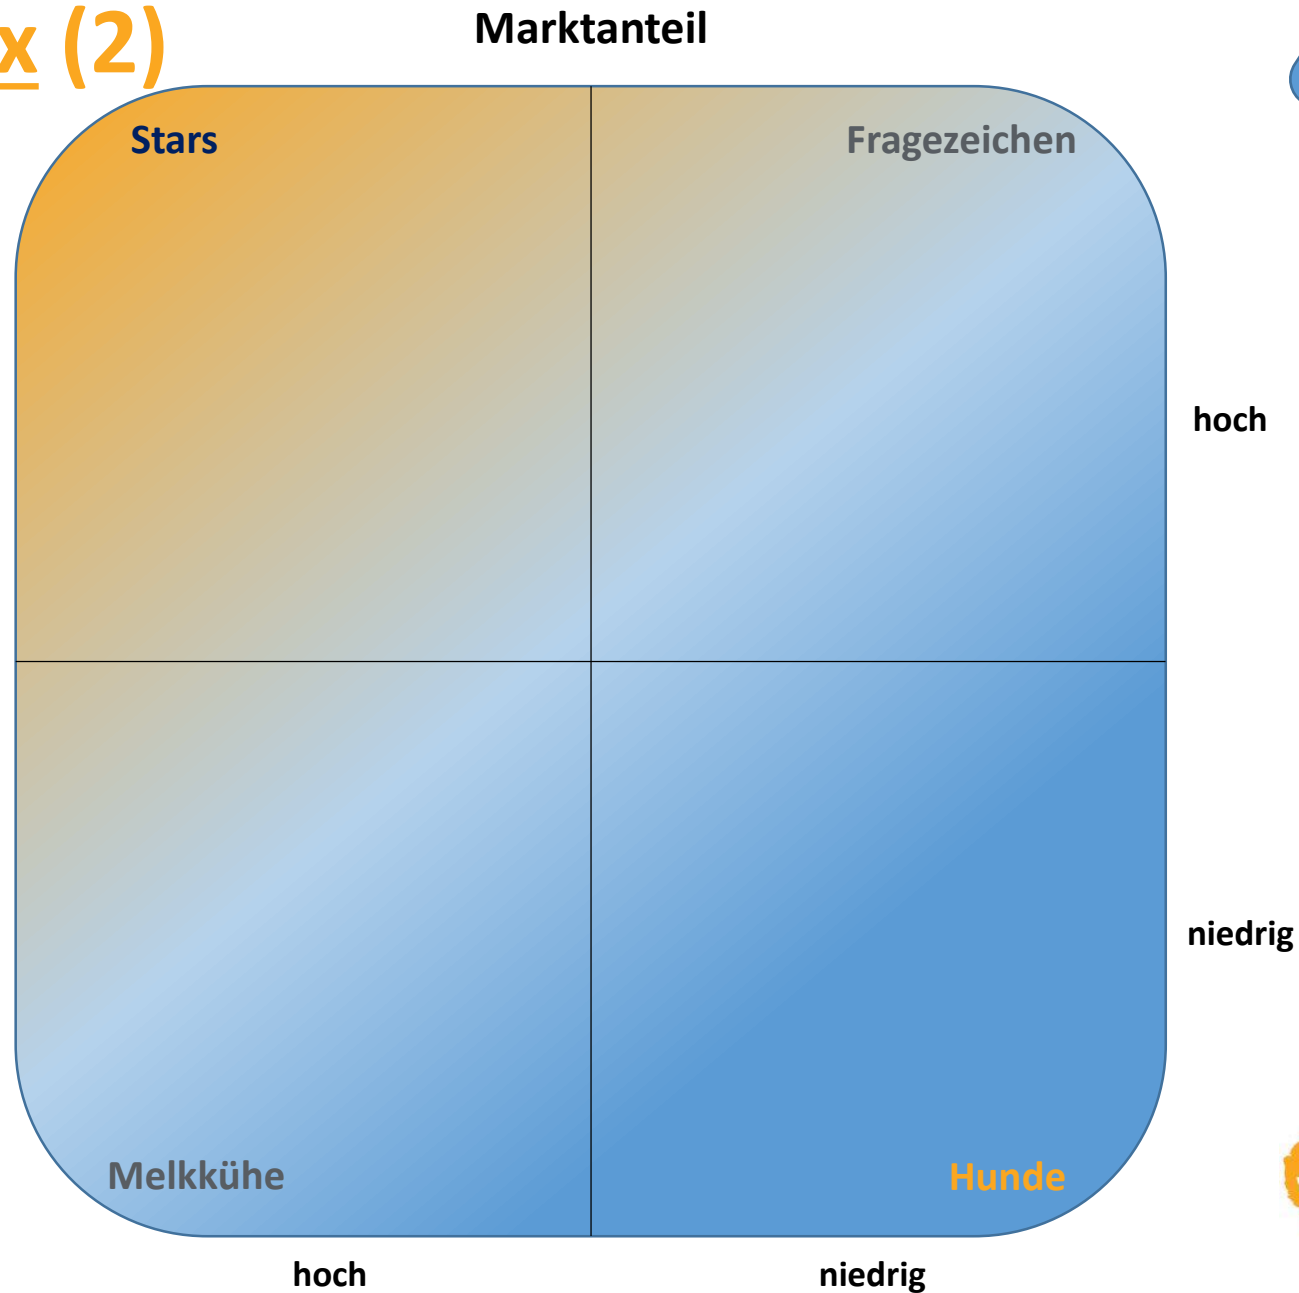 x (2)
Marktanteil
Stars
Fragezeichen
hoch
niedrig
Melkkühe
Hunde
hoch
niedrig